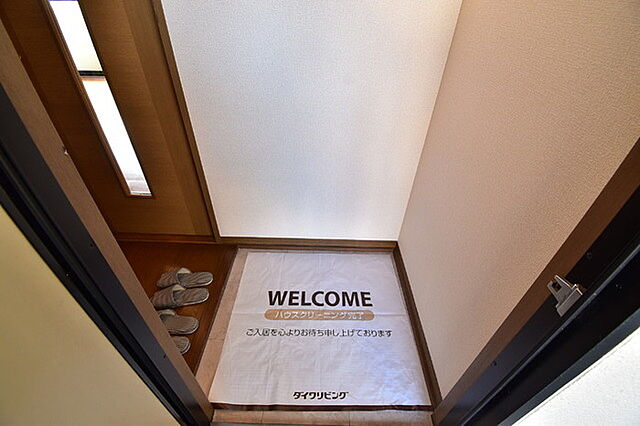 WELCOME
ハウスクリーニング完了
ご入居を心よりお待ち申し上げております
ダイワリビング